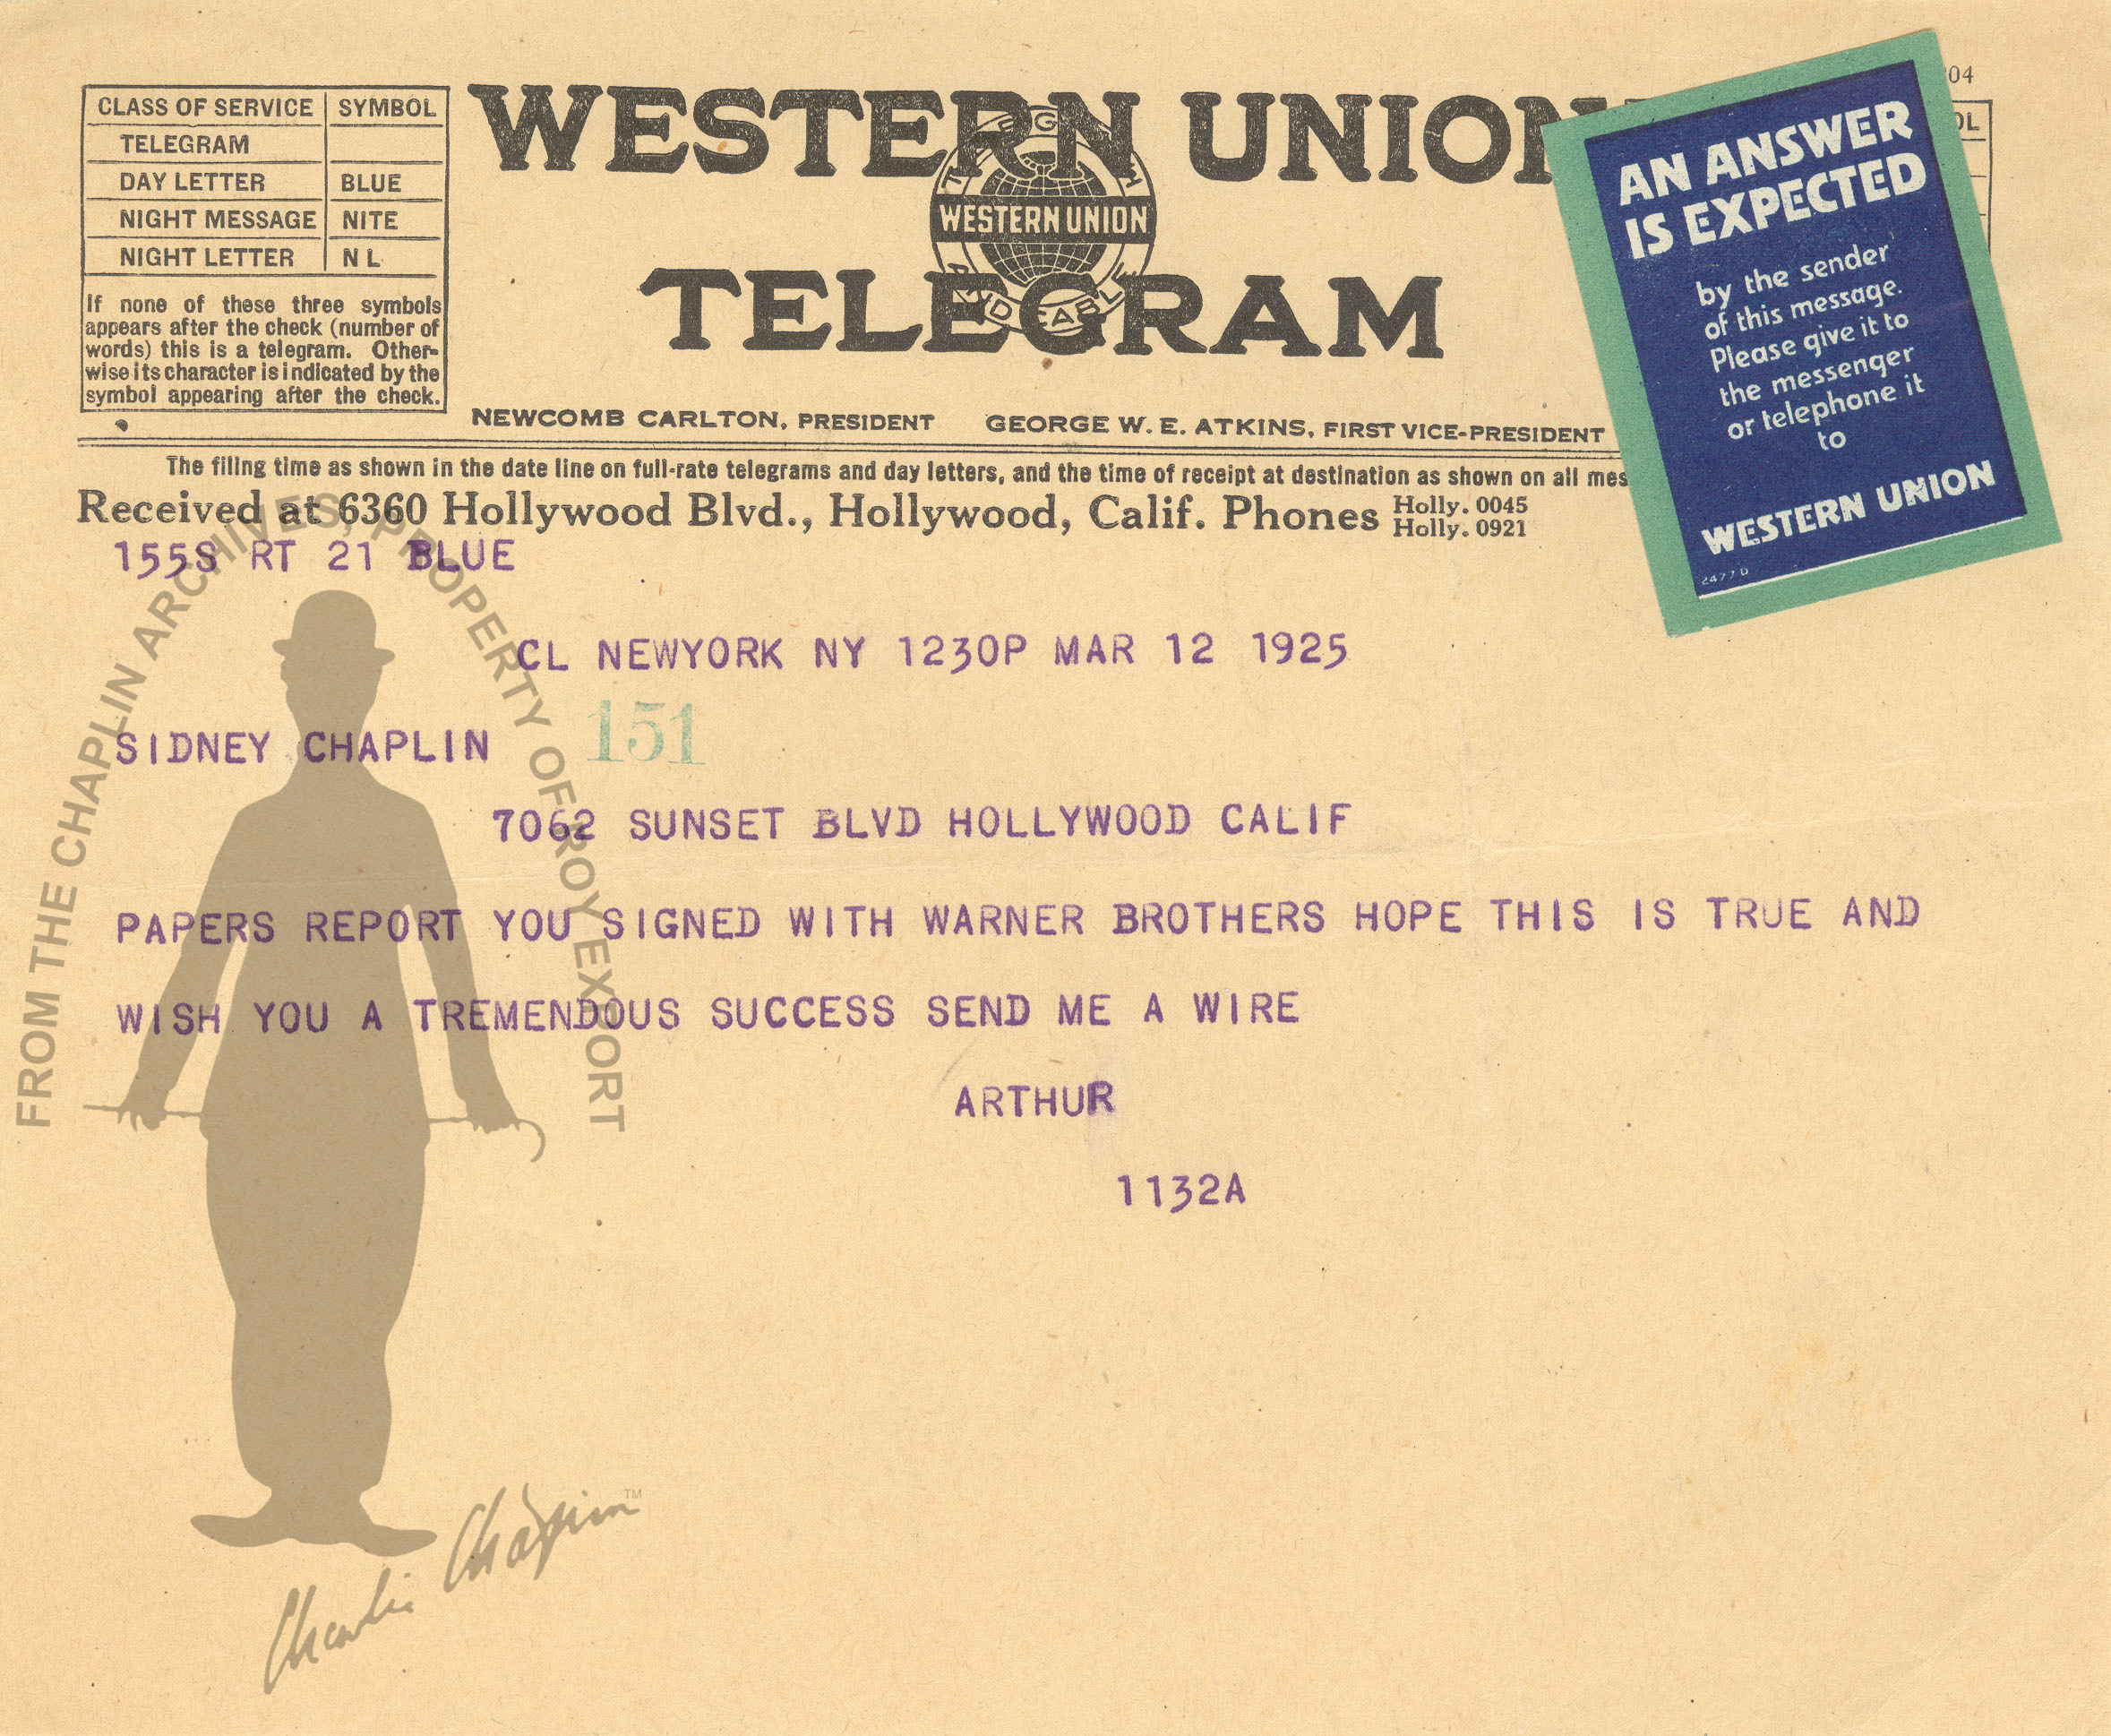 CLASS OF SERVICE SYMBOL
TELEGRAM
DAY LETTER BLUE
NIGHT MESSAGE NITE
NIGHT LETTER N L
If none of these three symbols
appears after the check (number of
words) this is a telegram. Other-
wise its character is indicated by the
symbol appearing after the check.
WESTERN UNION
WESTERN UNION
TELEGRAM
NEWCOMB CARLTON, PRESIDENT GEORGE W. E. ATKINS, FIRST VICE-PRESIDENT
04
OL
AN ANSWER
IS EXPECTED
by the sender
of this message.
Please give it to
the messenger
or telephone it
to
WESTERN UNION
2477 D
The filing time as shown in the date line on full-rate telegrams and day letters, and the time of receipt at destination as shown on all mes
Received at 6360 Hollywood Blvd., Hollywood, Calif. Phones Holly. 0045
Holly. 0921
155S RT 21 BLUE
CL NEWYORK NY 1230P MAR 12 1925
SIDNEY CHAPLIN 151
7062 SUNSET BLVD HOLLYWOOD CALIF
PAPERS REPORT YOU SIGNED WITH WARNER BROTHERS HOPE THIS IS TRUE AND
WISH YOU A TREMENDOUS SUCCESS SEND ME A WIRE
ARTHUR
1132A
FROM THE CHAPLIN ARCHIVES, PROPERTY OF ROY EXPORT
Charlie Chaplin ™